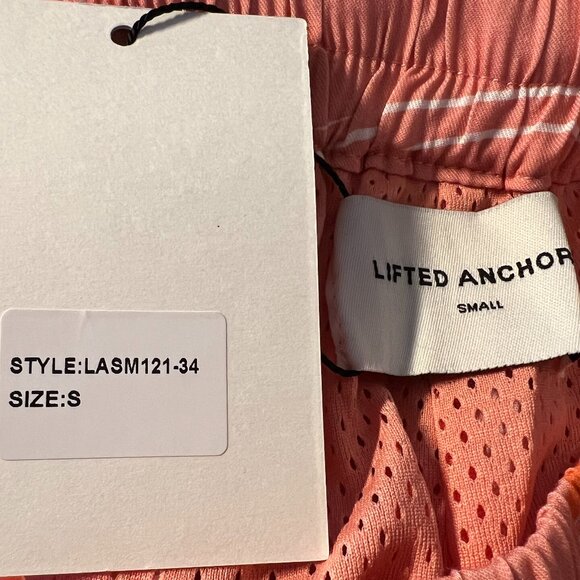 STYLE:LASM121-34
SIZE:S
LIFTED ANCHOR
SMALL